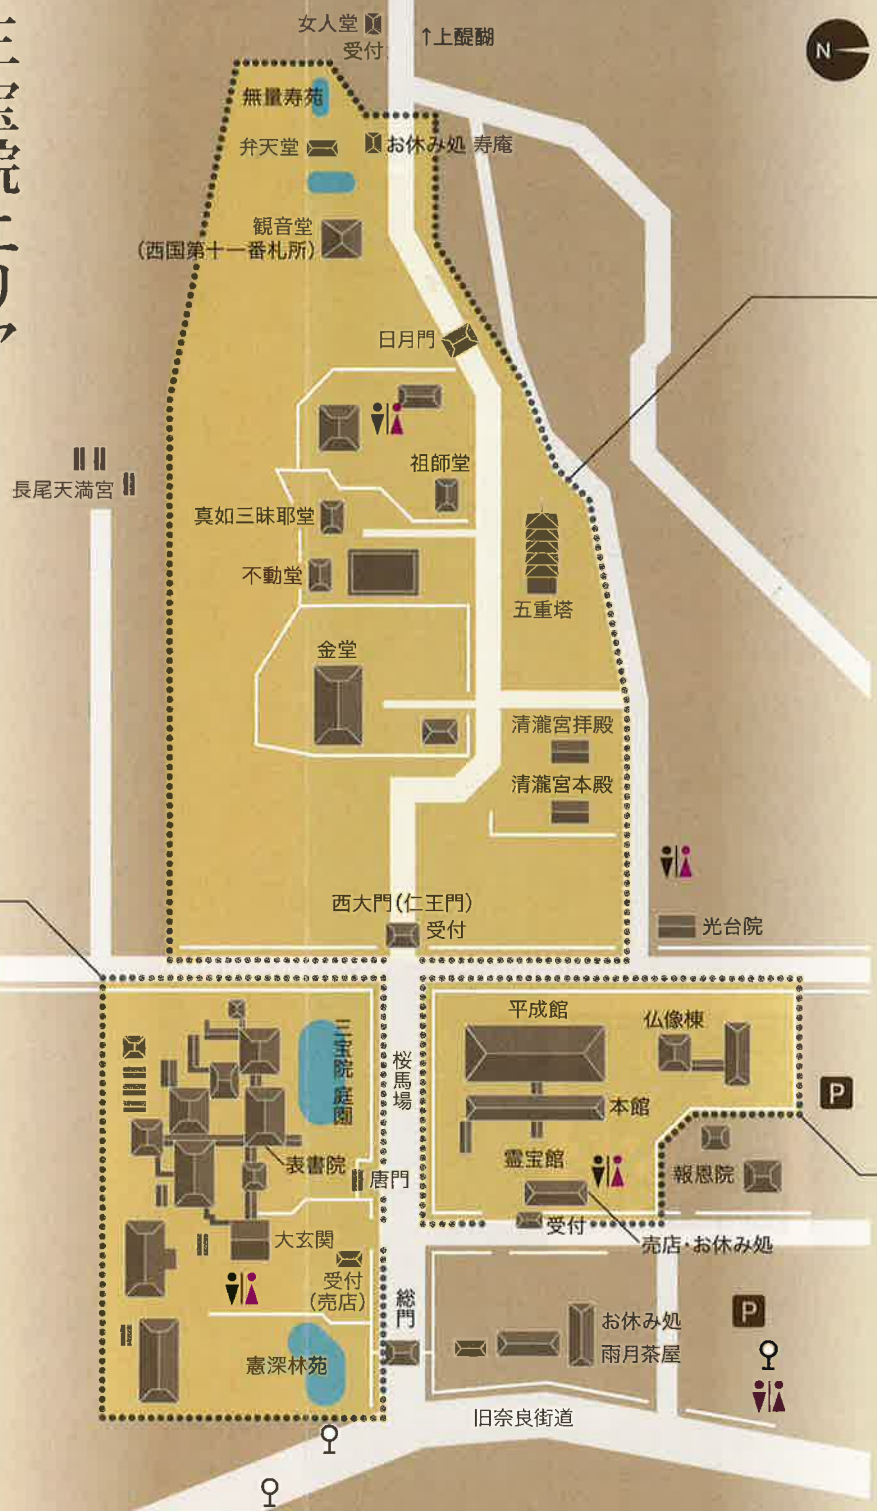 三宝院エリア
女人堂
受付
↑上醍醐
N
無量寿苑
弁天堂
お休み処 寿庵
観音堂
(西国第十一番札所)
日月門
祖師堂
長尾天満宮
真如三昧耶堂
不動堂
五重塔
金堂
清瀧宮拝殿
清瀧宮本殿
西大門(仁王門)
受付
光台院
平成館
仏像棟
三宝院 庭園
桜馬場
P
本館
表書院
霊宝館
唐門
報恩院
受付
大玄関
売店・お休み処
受付
(売店)
総門
P
お休み処
雨月茶屋
憲深林苑
旧奈良街道